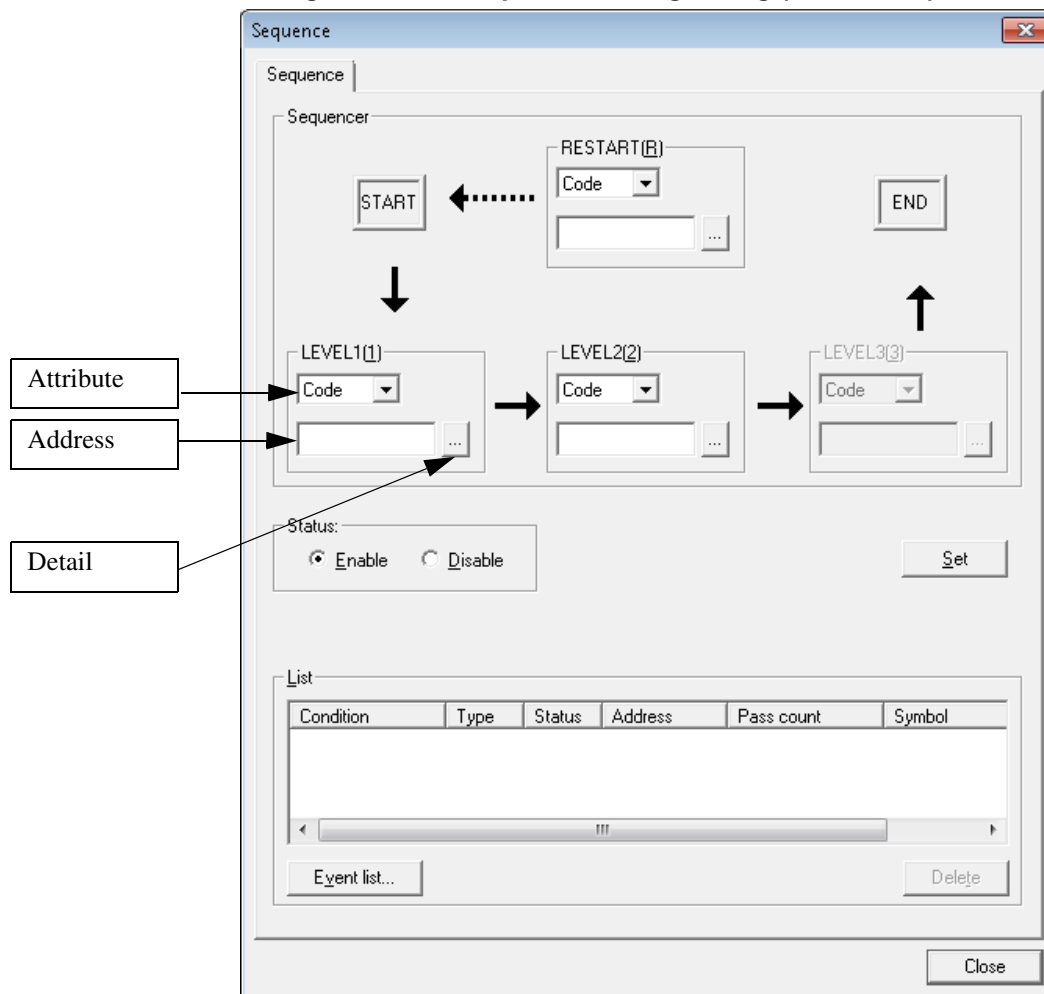 Sequence
Sequence
Sequencer
RESTART(R)
Code
START
END
...
LEVEL1(1)
LEVEL2(2)
LEVEL3(3)
Attribute
Code
Code
Code
Address
...
...
...
Status:
Detail
Enable
Disable
Set
List
Condition
Type
Status
Address
Pass count
Symbol
Event list...
Delete
Close